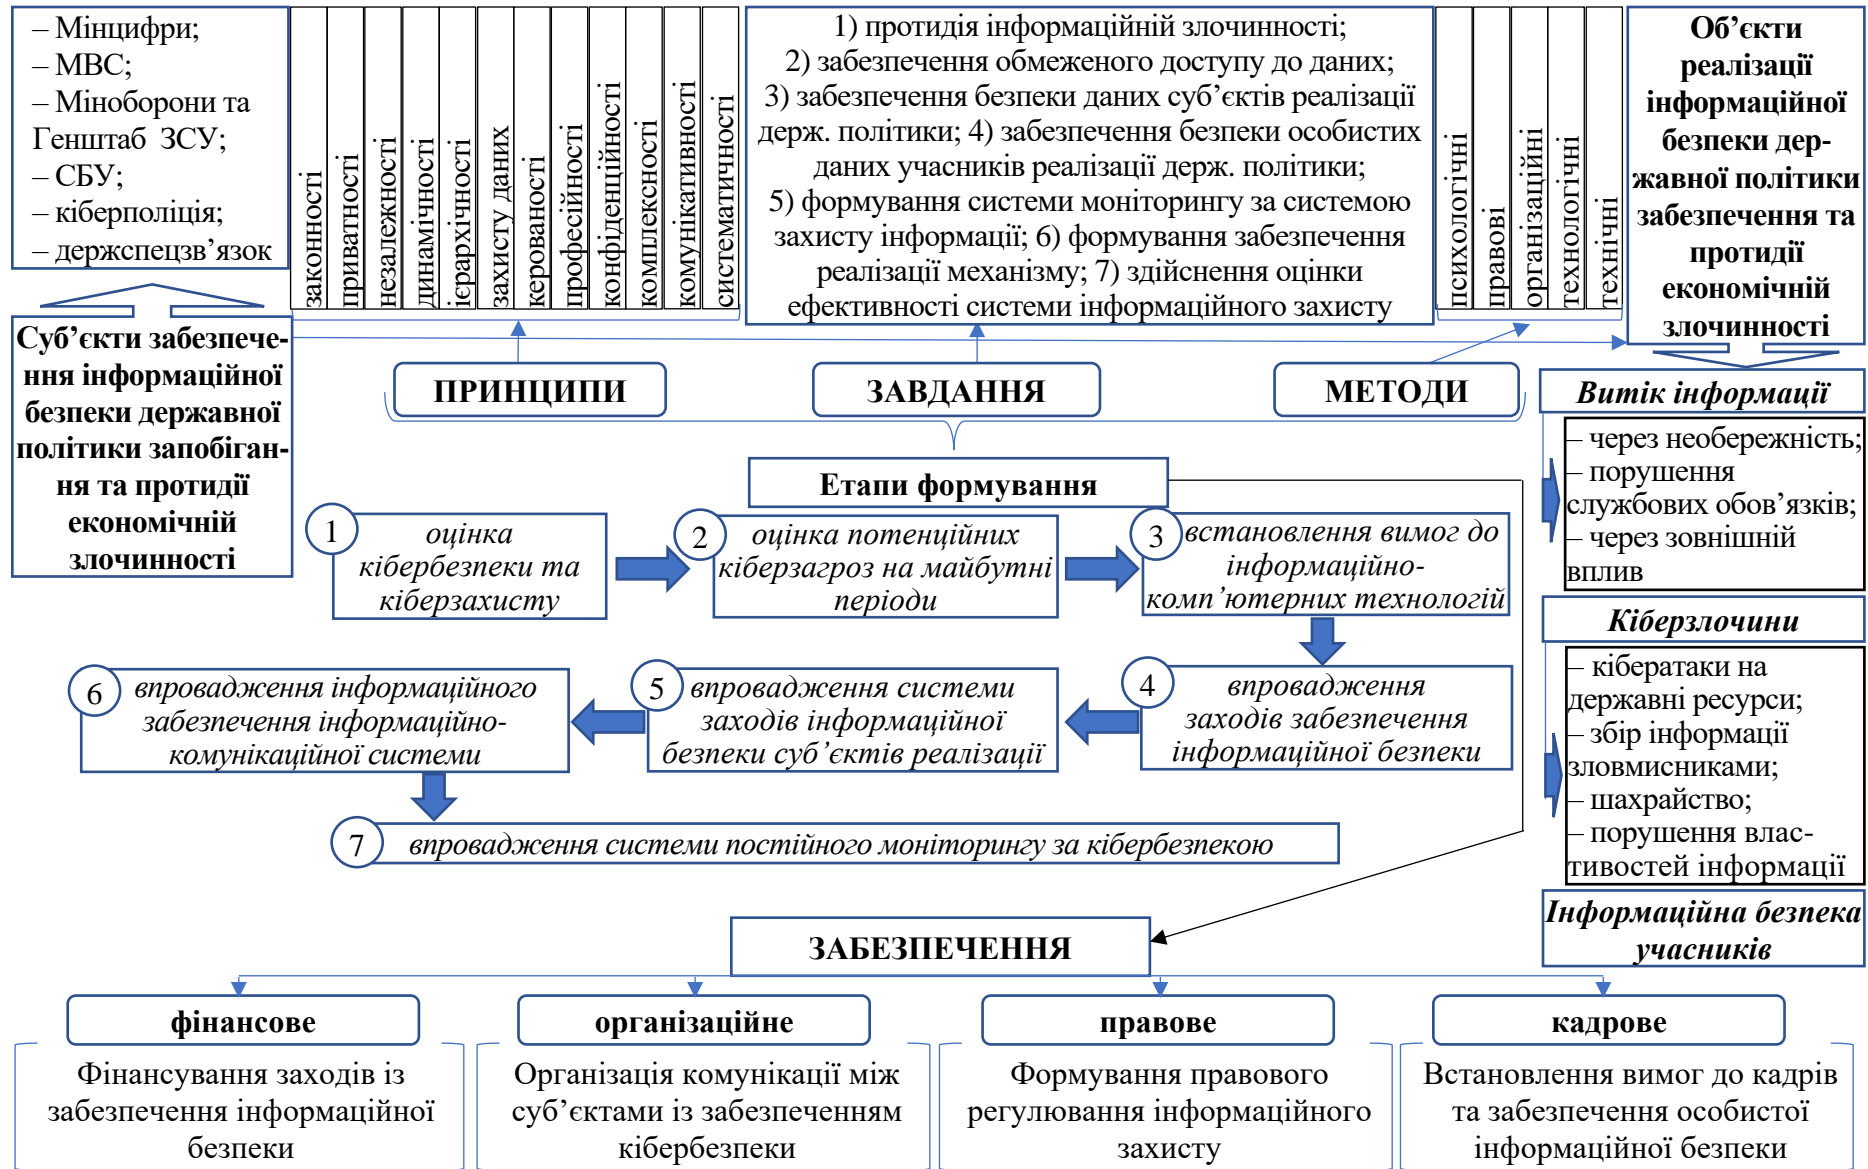 – Мінцифри;
– МВС;
– Міноборони та
Генштаб ЗСУ;
– СБУ;
– кіберполіція;
– держспецзв’язок
Суб’єкти забезпече-
ння інформаційної
безпеки державної
політики запобіган-
ня та протидії
економічній
злочинності
законності
приватності
незалежності
динамічності
ієрархічності
захисту даних
керованості
професійності
конфіденційності
комплексності
комунікативності
систематичності
1) протидія інформаційній злочинності;
2) забезпечення обмеженого доступу до даних;
3) забезпечення безпеки даних суб’єктів реалізації
держ. політики; 4) забезпечення безпеки особистих
даних учасників реалізації держ. політики;
5) формування системи моніторингу за системою
захисту інформації; 6) формування забезпечення
реалізації механізму; 7) здійснення оцінки
ефективності системи інформаційного захисту
психологічні
правові
організаційні
технологічні
технічні
Об’єкти
реалізації
інформаційної
безпеки дер-
жавної політики
забезпечення та
протидії
економічній
злочинності
ПРИНЦИПИ
ЗАВДАННЯ
МЕТОДИ
Витік інформації
– через необережність;
– порушення
службових обов’язків;
– через зовнішній
вплив
Кіберзлочини
– кібератаки на
державні ресурси;
– збір інформації
зловмисниками;
– шахрайство;
– порушення влас-
тивостей інформації
Інформаційна безпека
учасників
Етапи формування
1
оцінка
кібербезпеки та
кіберзахисту
2
оцінка потенційних
кіберзагроз на майбутні
періоди
3
встановлення вимог до
інформаційно-
комп’ютерних технологій
4
впровадження
заходів забезпечення
інформаційної безпеки
5
впровадження системи
заходів інформаційної
безпеки суб’єктів реалізації
6
впровадження інформаційного
забезпечення інформаційно-
комунікаційної системи
7
впровадження системи постійного моніторингу за кібербезпекою
ЗАБЕЗПЕЧЕННЯ
фінансове
Фінансування заходів із
забезпечення інформаційної
безпеки
організаційне
Організація комунікації між
суб’єктами із забезпеченням
кібербезпеки
правове
Формування правового
регулювання інформаційного
захисту
кадрове
Встановлення вимог до кадрів
та забезпечення особистої
інформаційної безпеки